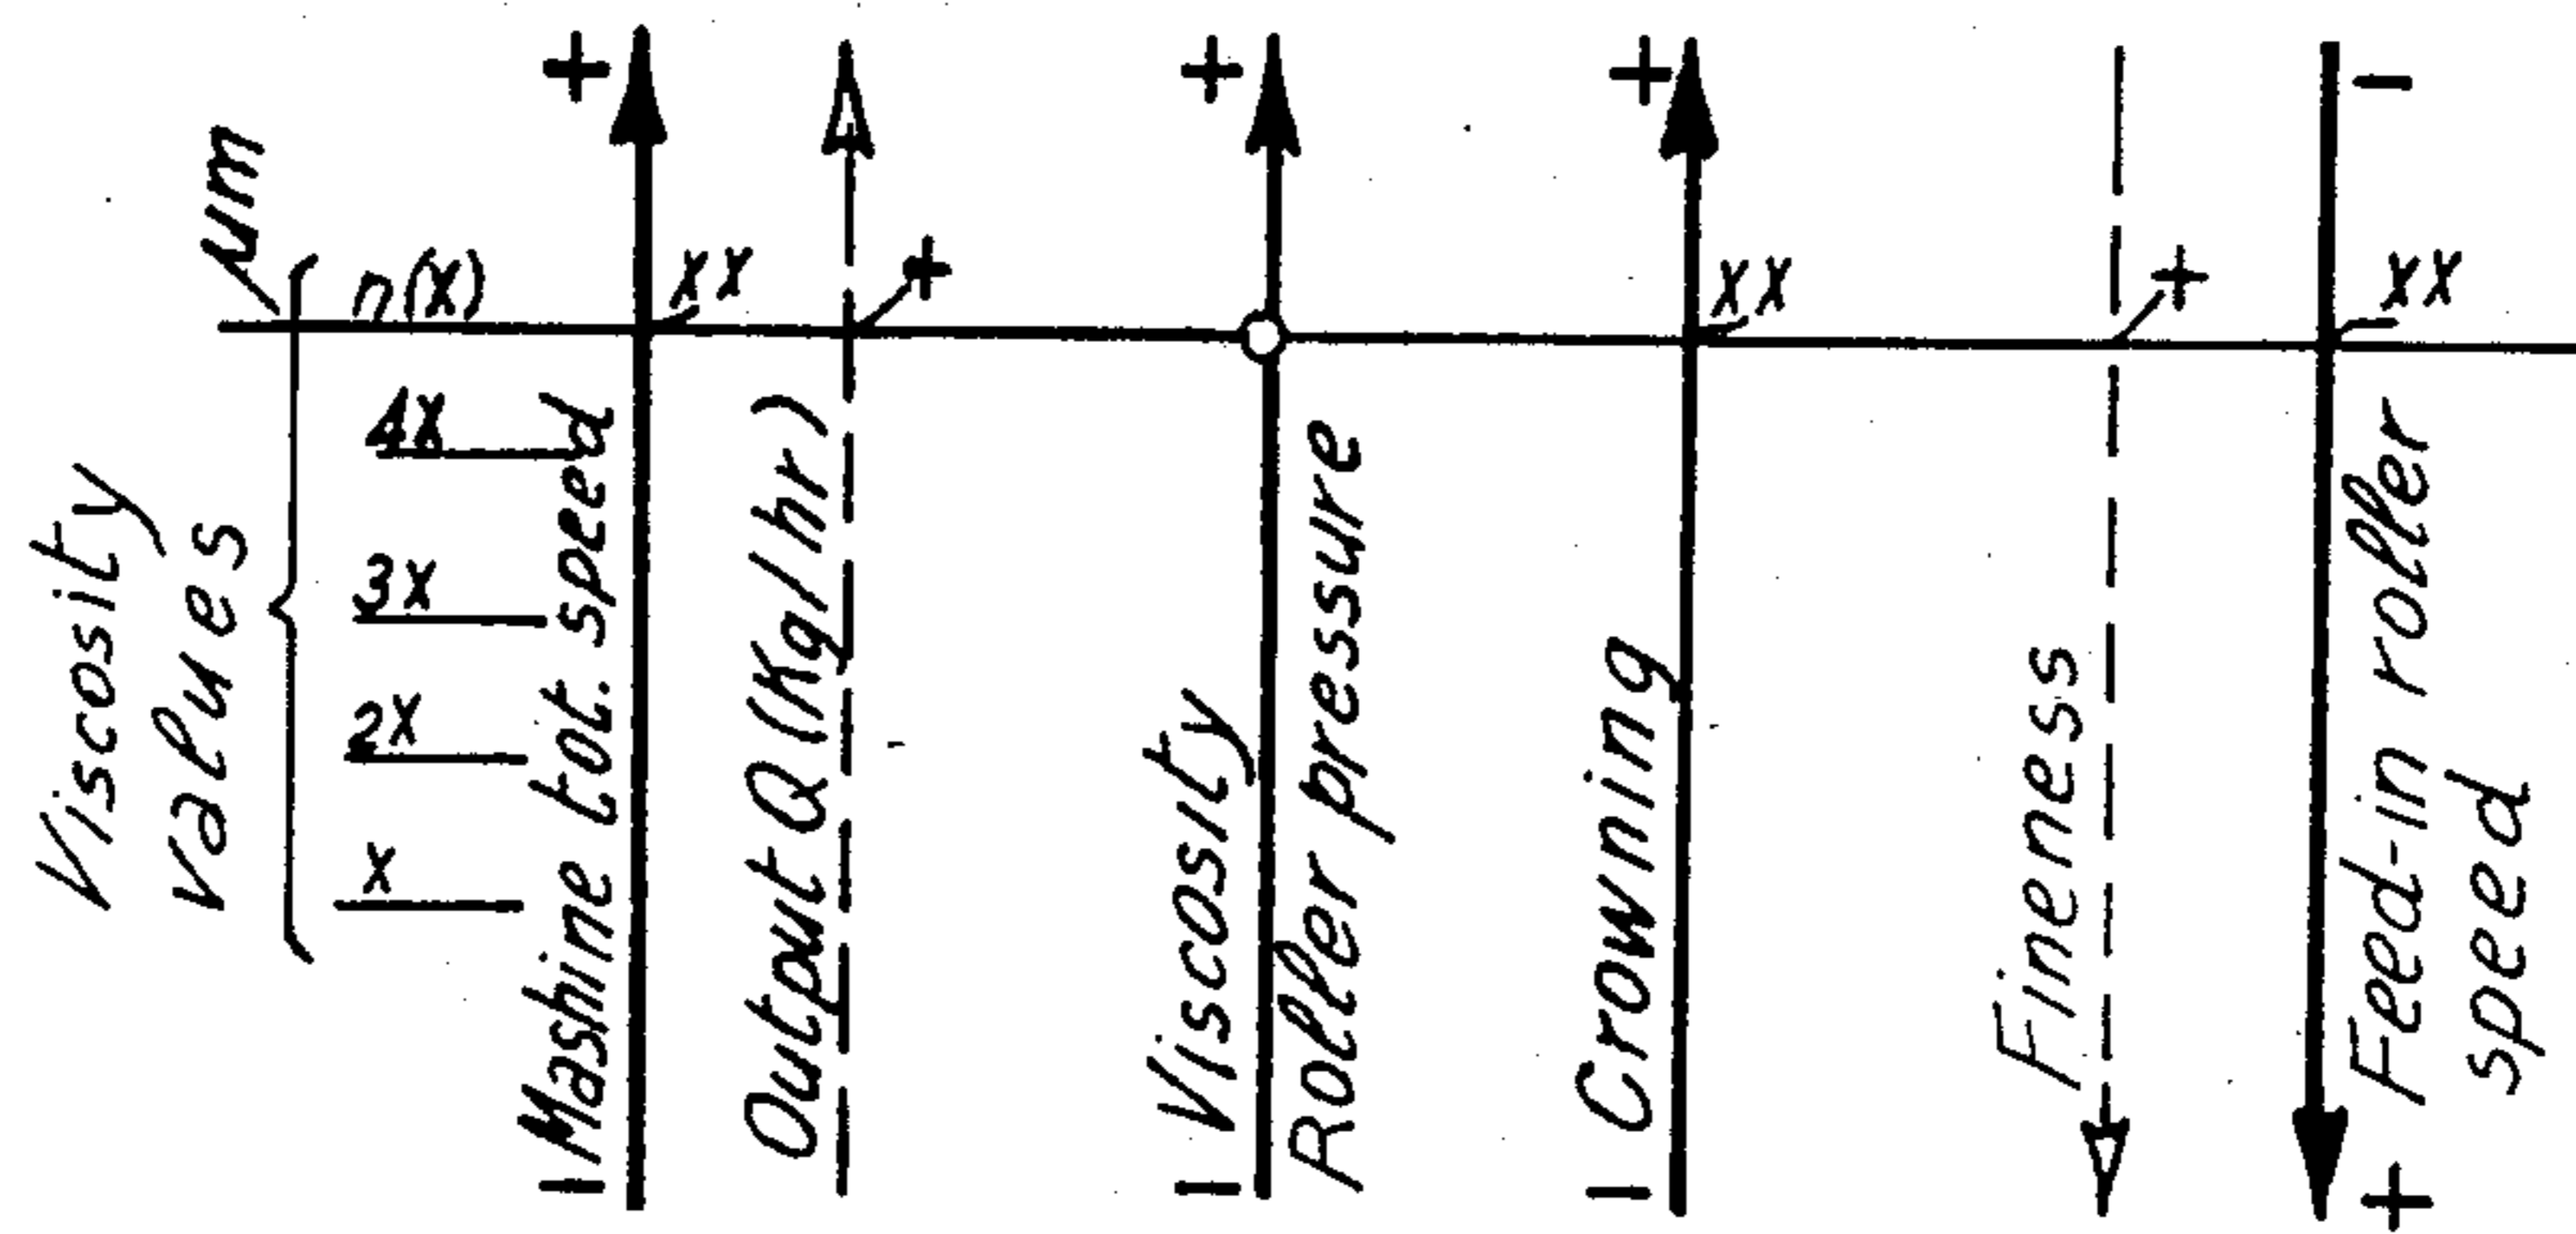 Viscosity
values
μm
n(x)
4x
3x
2x
x
+
- Mashine tot. speed
xx
Output Q (Kg/hr)
+
+
- Viscosity
Roller pressure
+
- Crowning
xx
Fineness
+
-
xx
+ Feed-in roller
speed